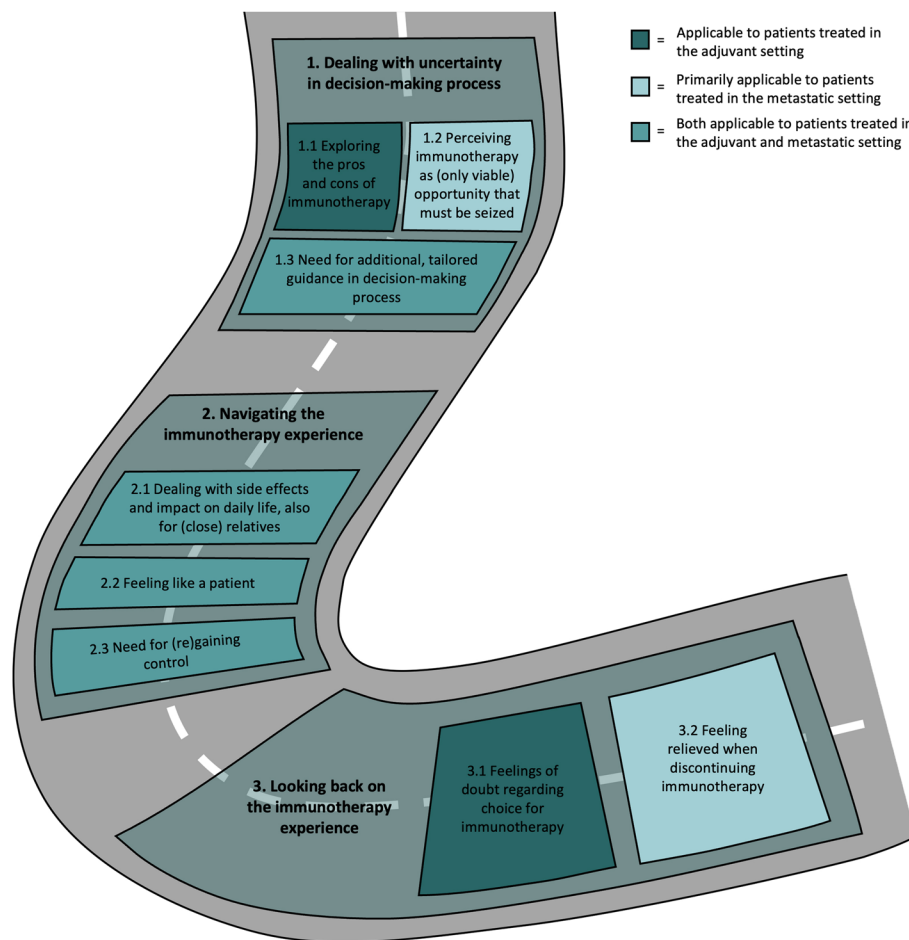 1. Dealing with uncertainty
in decision-making process
1.1 Exploring
the pros
and cons of
immunotherapy
1.2 Perceiving
immunotherapy
as (only viable)
opportunity that
must be seized
1.3 Need for additional, tailored
guidance in decision-making
process
2. Navigating the
immunotherapy experience
2.1 Dealing with side effects
and impact on daily life, also
for (close) relatives
2.2 Feeling like a patient
2.3 Need for (re)gaining
control
3. Looking back on
the immunotherapy
experience
3.1 Feelings of
doubt regarding
choice for
immunotherapy
3.2 Feeling
relieved when
discontinuing
immunotherapy
= Applicable to patients treated in
the adjuvant setting
= Primarily applicable to patients
treated in the metastatic setting
= Both applicable to patients treated in
the adjuvant and metastatic setting